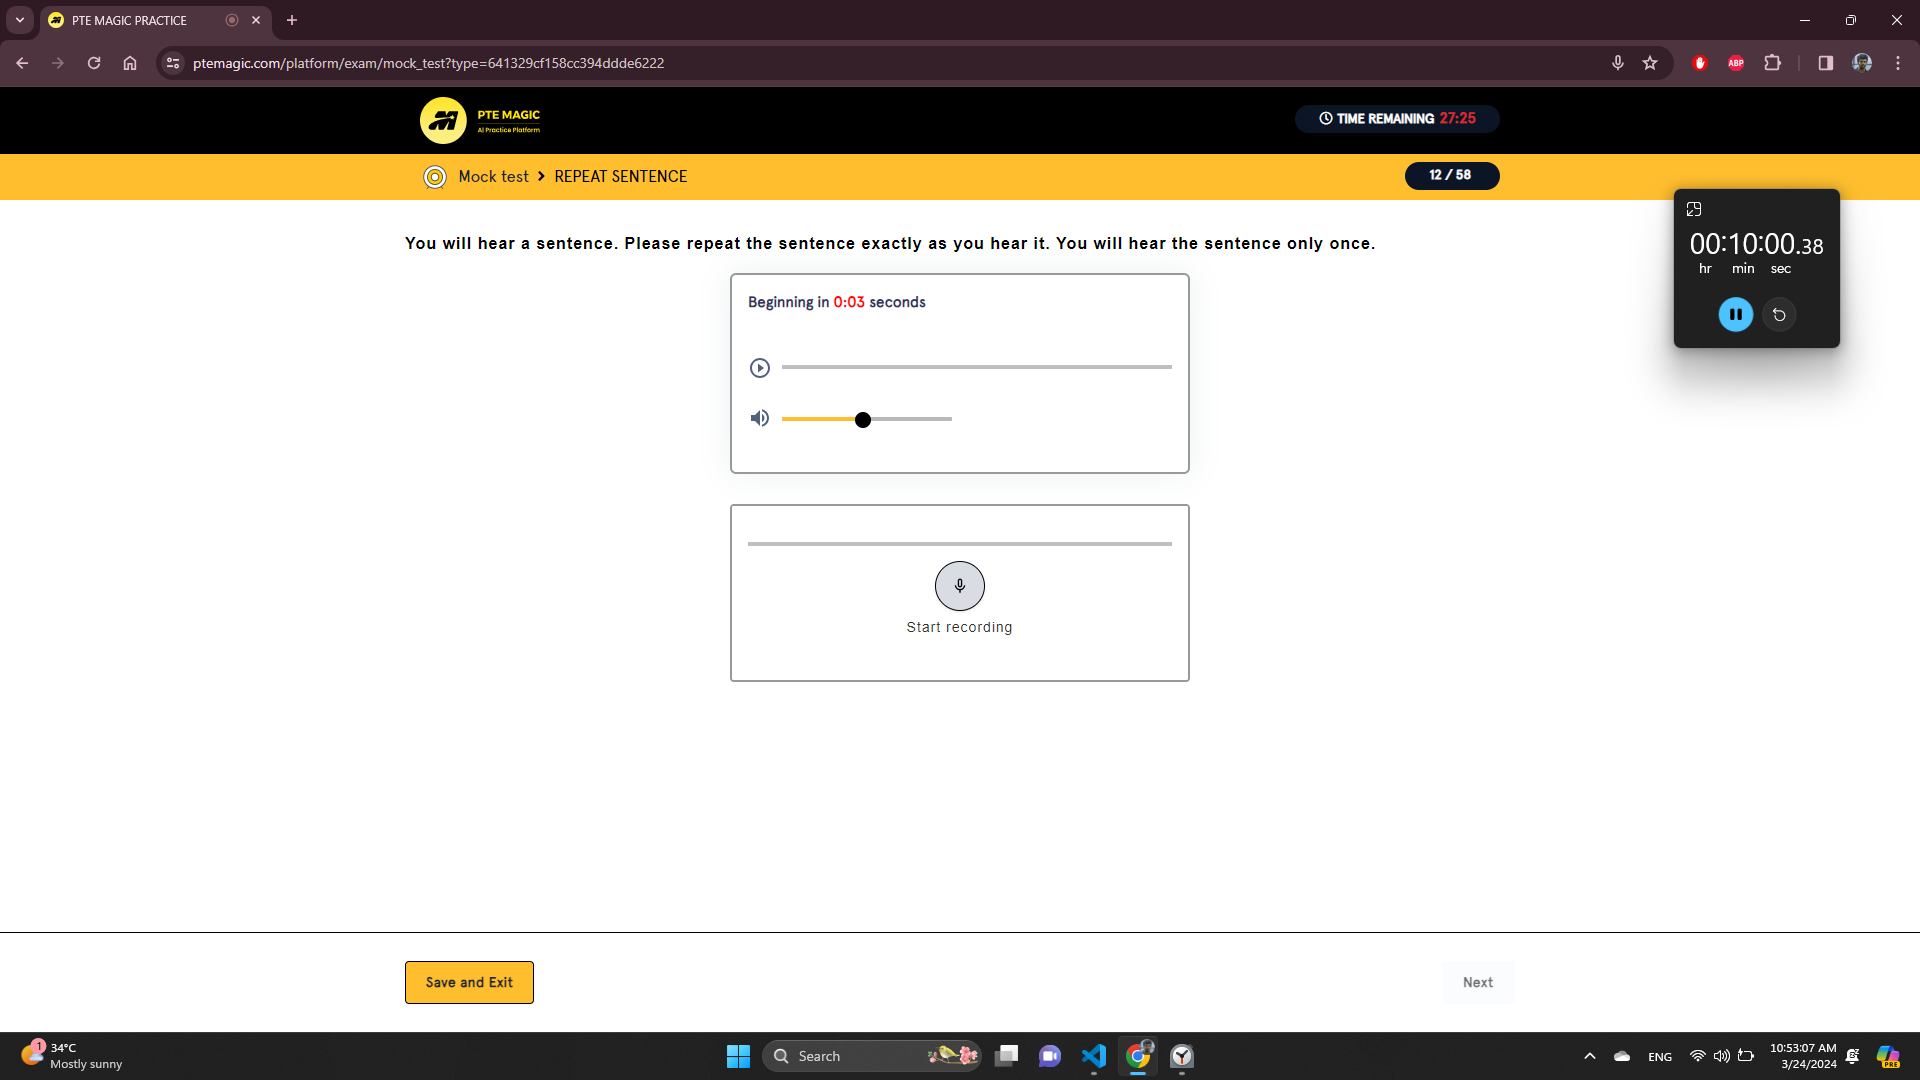 PTE MAGIC PRACTICE
ptemagic.com/platform/exam/mock_test?type=641329cf158cc394ddde6222
ABP
PTE MAGIC
AI Practice Platform
TIME REMAINING 27:25
Mock test > REPEAT SENTENCE
12 / 58
You will hear a sentence. Please repeat the sentence exactly as you hear it. You will hear the sentence only once.
00:10:00.38
hr min sec
Beginning in 0:03 seconds
Start recording
Save and Exit
Next
1
34°C
Mostly sunny
Search
ENG
10:53:07 AM
3/24/2024
PRE